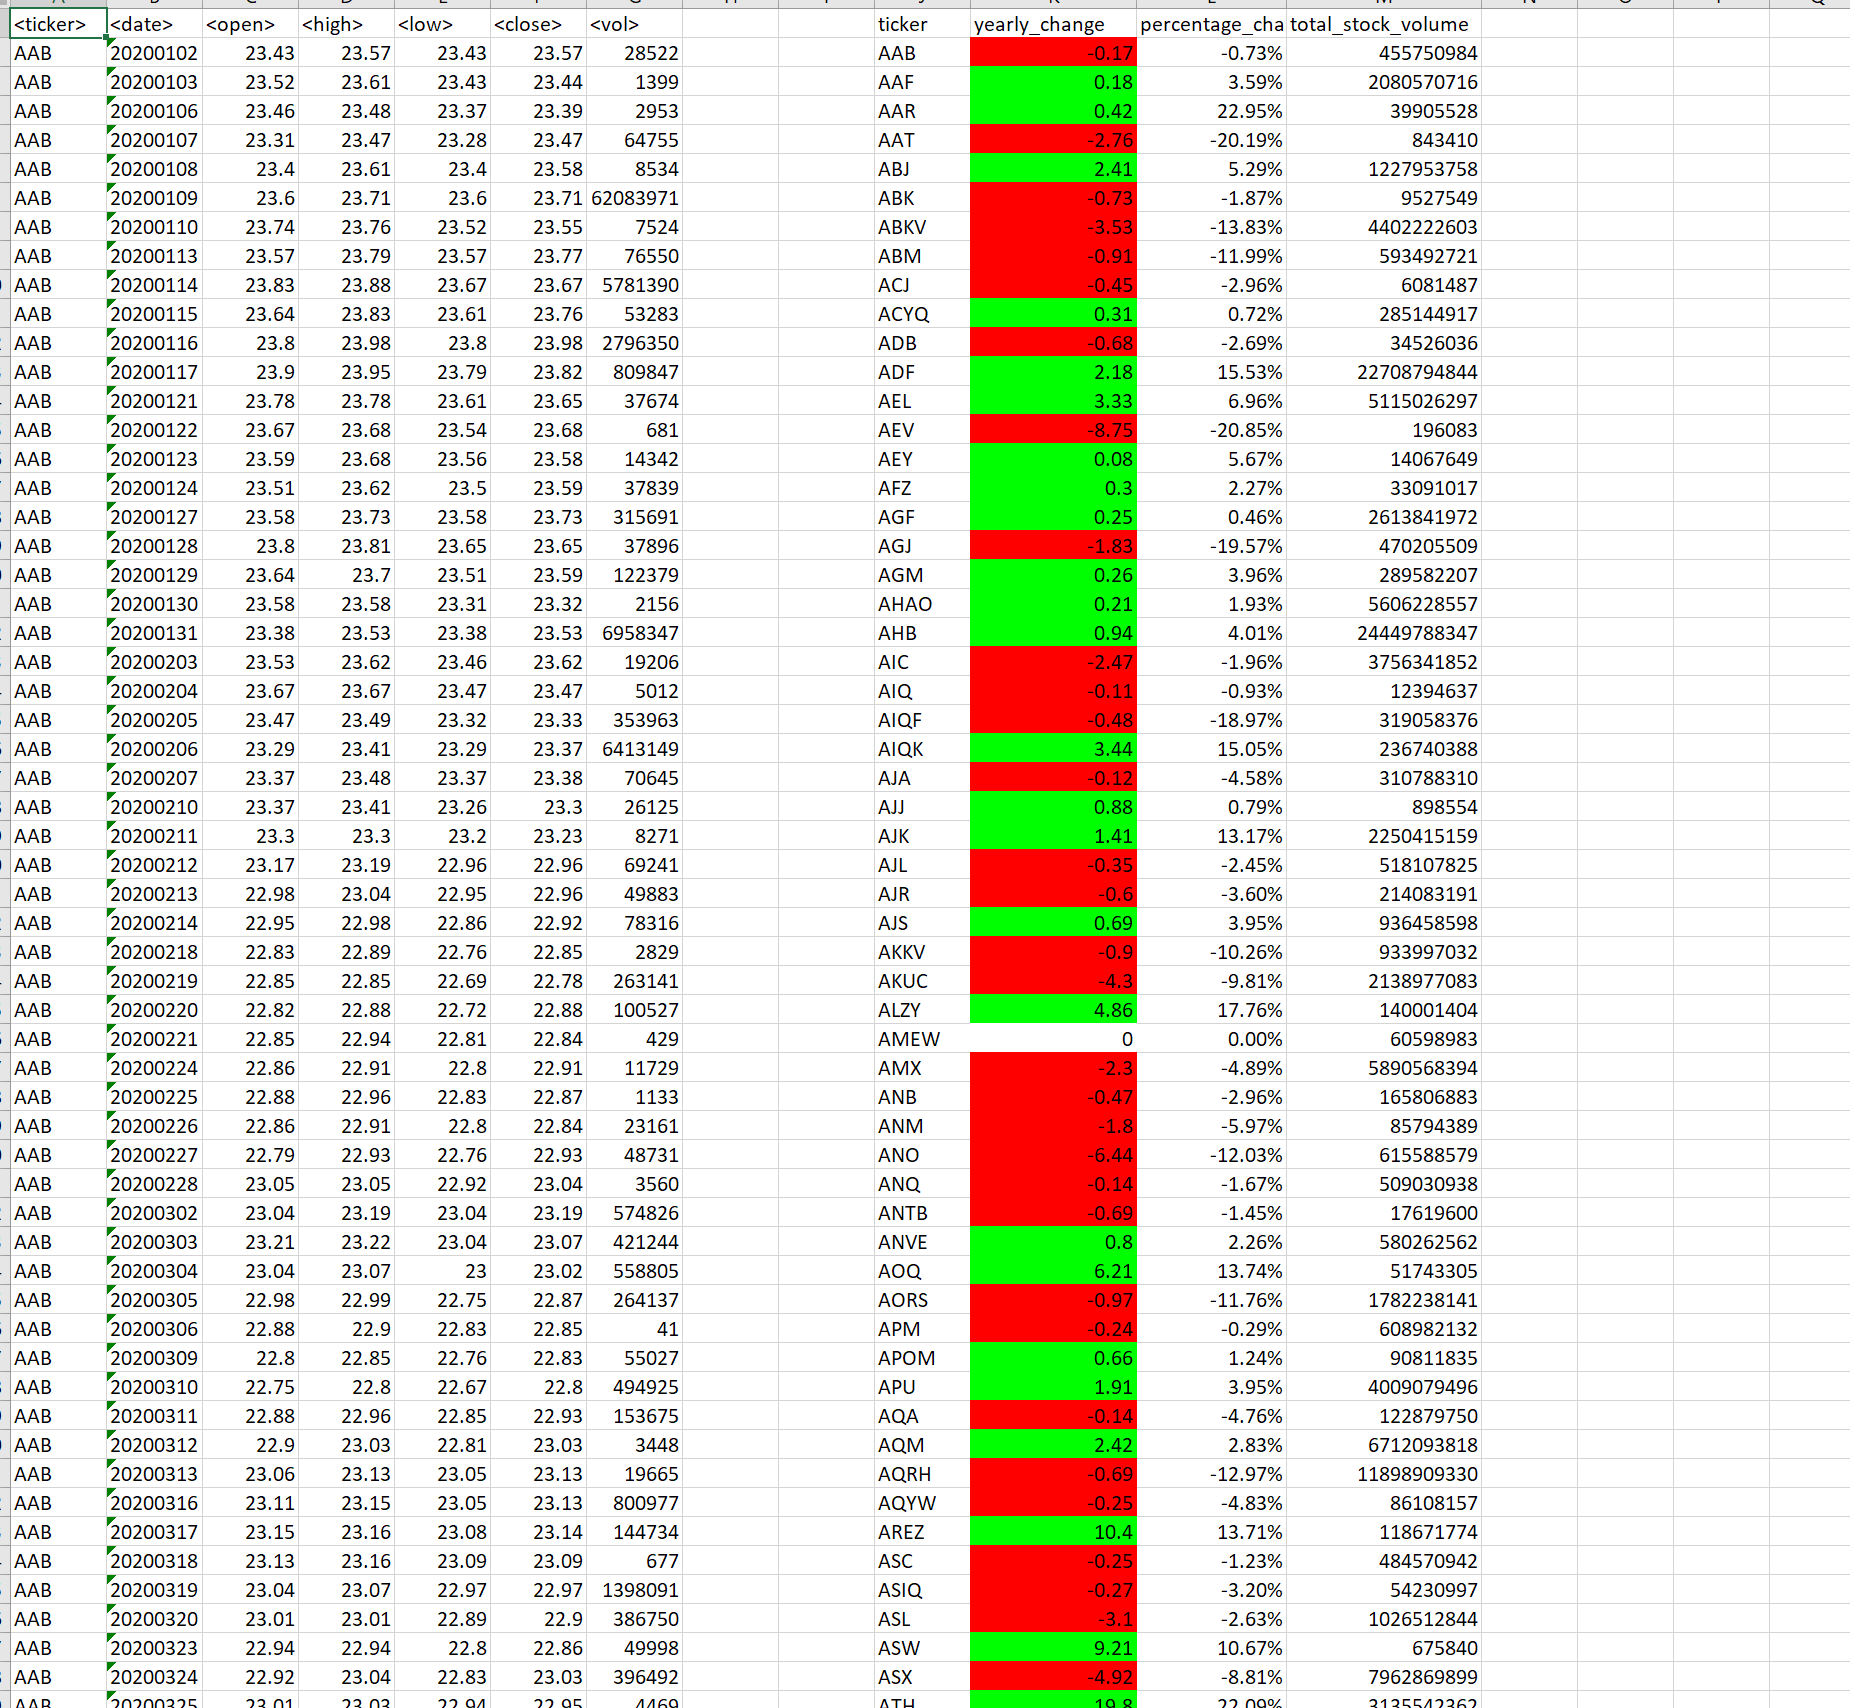 <ticker> <date> <open> <high> <low> <close> <vol> ticker yearly_change percentage_cha total_stock_volume
AAB 20200102 23.43 23.57 23.43 23.57 28522 AAB -0.17 -0.73% 455750984
AAB 20200103 23.52 23.61 23.43 23.44 1399 AAF 0.18 3.59% 2080570716
AAB 20200106 23.46 23.48 23.37 23.39 2953 AAR 0.42 22.95% 39905528
AAB 20200107 23.31 23.47 23.28 23.47 64755 AAT -2.76 -20.19% 843410
AAB 20200108 23.4 23.61 23.4 23.58 8534 ABJ 2.41 5.29% 1227953758
AAB 20200109 23.6 23.71 23.6 23.71 62083971 ABK -0.73 -1.87% 9527549
AAB 20200110 23.74 23.76 23.52 23.55 7524 ABKV -3.53 -13.83% 4402222603
AAB 20200113 23.57 23.79 23.57 23.77 76550 ABM -0.91 -11.99% 593492721
AAB 20200114 23.83 23.88 23.67 23.67 5781390 ACJ -0.45 -2.96% 6081487
AAB 20200115 23.64 23.83 23.61 23.76 53283 ACYQ 0.31 0.72% 285144917
AAB 20200116 23.8 23.98 23.8 23.98 2796350 ADB -0.68 -2.69% 34526036
AAB 20200117 23.9 23.95 23.79 23.82 809847 ADF 2.18 15.53% 22708794844
AAB 20200121 23.78 23.78 23.61 23.65 37674 AEL 3.33 6.96% 5115026297
AAB 20200122 23.67 23.68 23.54 23.68 681 AEV -8.75 -20.85% 196083
AAB 20200123 23.59 23.68 23.56 23.58 14342 AEY 0.08 5.67% 14067649
AAB 20200124 23.51 23.62 23.5 23.59 37839 AFZ 0.3 2.27% 33091017
AAB 20200127 23.58 23.73 23.58 23.73 315691 AGF 0.25 0.46% 2613841972
AAB 20200128 23.8 23.81 23.65 23.65 37896 AGJ -1.83 -19.57% 470205509
AAB 20200129 23.64 23.7 23.51 23.59 122379 AGM 0.26 3.96% 289582207
AAB 20200130 23.58 23.58 23.31 23.32 2156 AHAO 0.21 1.93% 5606228557
AAB 20200131 23.38 23.53 23.38 23.53 6958347 AHB 0.94 4.01% 24449788347
AAB 20200203 23.53 23.62 23.46 23.62 19206 AIC -2.47 -1.96% 3756341852
AAB 20200204 23.67 23.67 23.47 23.47 5012 AIQ -0.11 -0.93% 12394637
AAB 20200205 23.47 23.49 23.32 23.33 353963 AIQF -0.48 -18.97% 319058376
AAB 20200206 23.29 23.41 23.29 23.37 6413149 AIQK 3.44 15.05% 236740388
AAB 20200207 23.37 23.48 23.37 23.38 70645 AJA -0.12 -4.58% 310788310
AAB 20200210 23.37 23.41 23.26 23.3 26125 AJJ 0.88 0.79% 898554
AAB 20200211 23.3 23.3 23.2 23.23 8271 AJK 1.41 13.17% 2250415159
AAB 20200212 23.17 23.19 22.96 22.96 69241 AJL -0.35 -2.45% 518107825
AAB 20200213 22.98 23.04 22.95 22.96 49883 AJR -0.6 -3.60% 214083191
AAB 20200214 22.95 22.98 22.86 22.92 78316 AJS 0.69 3.95% 936458598
AAB 20200218 22.83 22.89 22.76 22.85 2829 AKKV -0.9 -10.26% 933997032
AAB 20200219 22.85 22.85 22.69 22.78 263141 AKUC -4.3 -9.81% 2138977083
AAB 20200220 22.82 22.88 22.72 22.88 100527 ALZY 4.86 17.76% 140001404
AAB 20200221 22.85 22.94 22.81 22.84 429 AMEW 0 0.00% 60598983
AAB 20200224 22.86 22.91 22.8 22.91 11729 AMX -2.3 -4.89% 5890568394
AAB 20200225 22.88 22.96 22.83 22.87 1133 ANB -0.47 -2.96% 165806883
AAB 20200226 22.86 22.91 22.8 22.84 23161 ANM -1.8 -5.97% 85794389
AAB 20200227 22.79 22.93 22.76 22.93 48731 ANO -6.44 -12.03% 615588579
AAB 20200228 23.05 23.05 22.92 23.04 3560 ANQ -0.14 -1.67% 509030938
AAB 20200302 23.04 23.19 23.04 23.19 574826 ANTB -0.69 -1.45% 17619600
AAB 20200303 23.21 23.22 23.04 23.07 421244 ANVE 0.8 2.26% 580262562
AAB 20200304 23.04 23.07 23 23.02 558805 AOQ 6.21 13.74% 51743305
AAB 20200305 22.98 22.99 22.75 22.87 264137 AORS -0.97 -11.76% 1782238141
AAB 20200306 22.88 22.9 22.83 22.85 41 APM -0.24 -0.29% 608982132
AAB 20200309 22.8 22.85 22.76 22.83 55027 APOM 0.66 1.24% 90811835
AAB 20200310 22.75 22.8 22.67 22.8 494925 APU 1.91 3.95% 4009079496
AAB 20200311 22.88 22.96 22.85 22.93 153675 AQA -0.14 -4.76% 122879750
AAB 20200312 22.9 23.03 22.81 23.03 3448 AQM 2.42 2.83% 6712093818
AAB 20200313 23.06 23.13 23.05 23.13 19665 AQRH -0.69 -12.97% 11898909330
AAB 20200316 23.11 23.15 23.05 23.13 800977 AQYW -0.25 -4.83% 86108157
AAB 20200317 23.15 23.16 23.08 23.14 144734 AREZ 10.4 13.71% 118671774
AAB 20200318 23.13 23.16 23.09 23.09 677 ASC -0.25 -1.23% 484570942
AAB 20200319 23.04 23.07 22.97 22.97 1398091 ASIQ -0.27 -3.20% 54230997
AAB 20200320 23.01 23.01 22.89 22.9 386750 ASL -3.1 -2.63% 1026512844
AAB 20200323 22.94 22.94 22.8 22.86 49998 ASW 9.21 10.67% 675840
AAB 20200324 22.92 23.04 22.83 23.03 396492 ASX -4.92 -8.81% 7962869899
AAB 20200325 23.01 23.03 22.94 22.95 4469 ATH 19.8 22.09% 3135542362